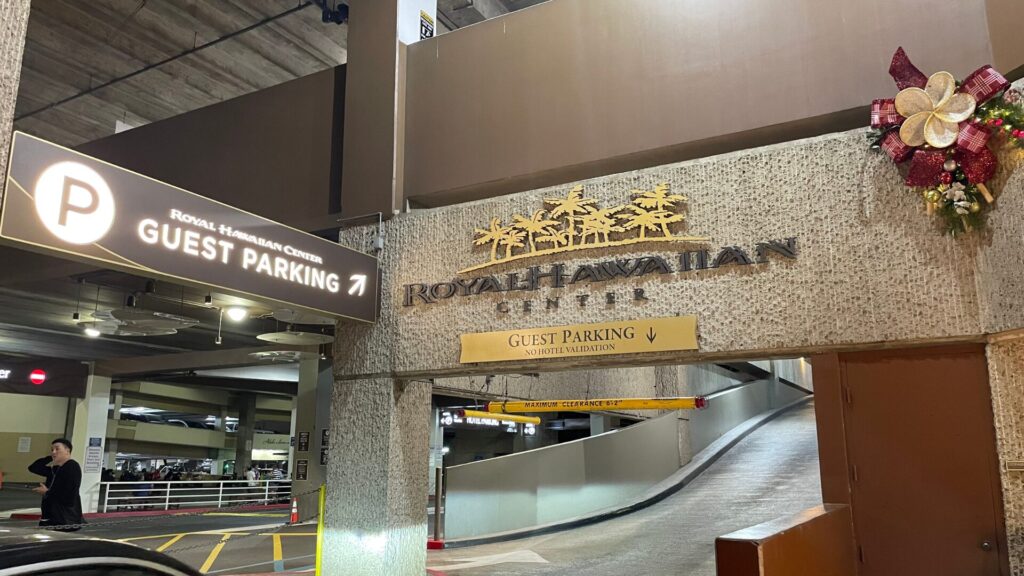 P
ROYAL HAWAIIAN CENTER
GUEST PARKING ↗
ROYAL HAWAIIAN
CENTER
GUEST PARKING ↓
NO HOTEL VALIDATION
MAXIMUM CLEARANCE 6'-2"